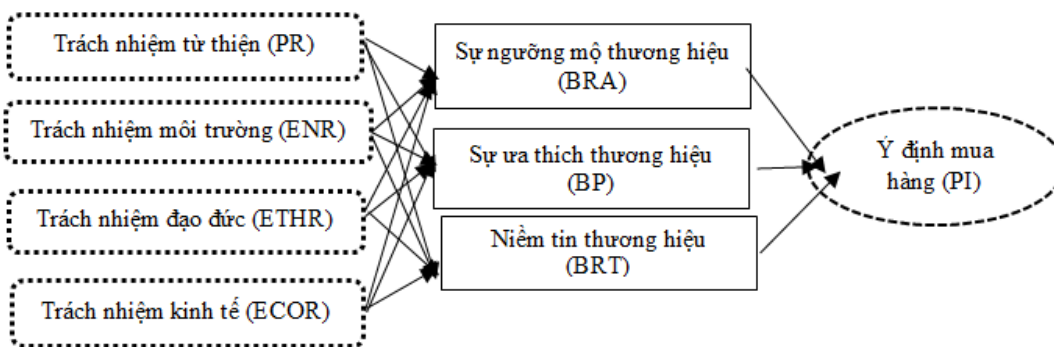 Trách nhiệm từ thiện (PR)
Trách nhiệm môi trường (ENR)
Trách nhiệm đạo đức (ETHR)
Trách nhiệm kinh tế (ECOR)
Sự ngưỡng mộ thương hiệu
(BRA)
Sự ưa thích thương hiệu
(BP)
Niềm tin thương hiệu
(BRT)
Ý định mua
hàng (PI)